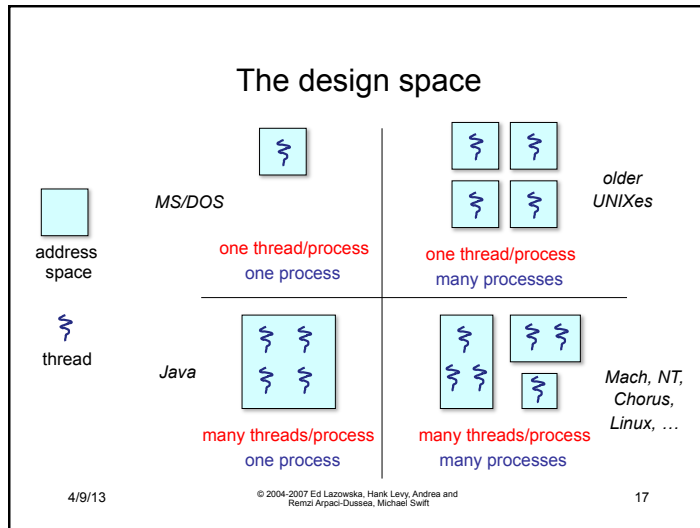 The design space
MS/DOS
older
UNIXes
address
space
one thread/process
one process
one thread/process
many processes
thread
Java
Mach, NT,
Chorus,
Linux, …
many threads/process
one process
many threads/process
many processes
4/9/13
© 2004-2007 Ed Lazowska, Hank Levy, Andrea and
Remzi Arpaci-Dussea, Michael Swift
17